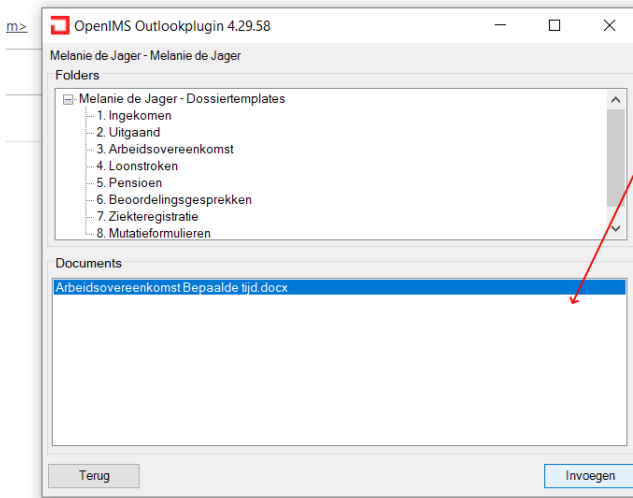 m>
OpenIMS Outlookplugin 4.29.58
Melanie de Jager - Melanie de Jager
Folders
Melanie de Jager - Dossiertemplates
1. Ingekomen
2. Uitgaand
3. Arbeidsovereenkomst
4. Loonstroken
5. Pensioen
6. Beoordelingsgesprekken
7. Ziekteregistratie
8. Mutatieformulieren
Documents
Arbeidsovereenkomst Bepaalde tijd.docx
Terug
Invoegen